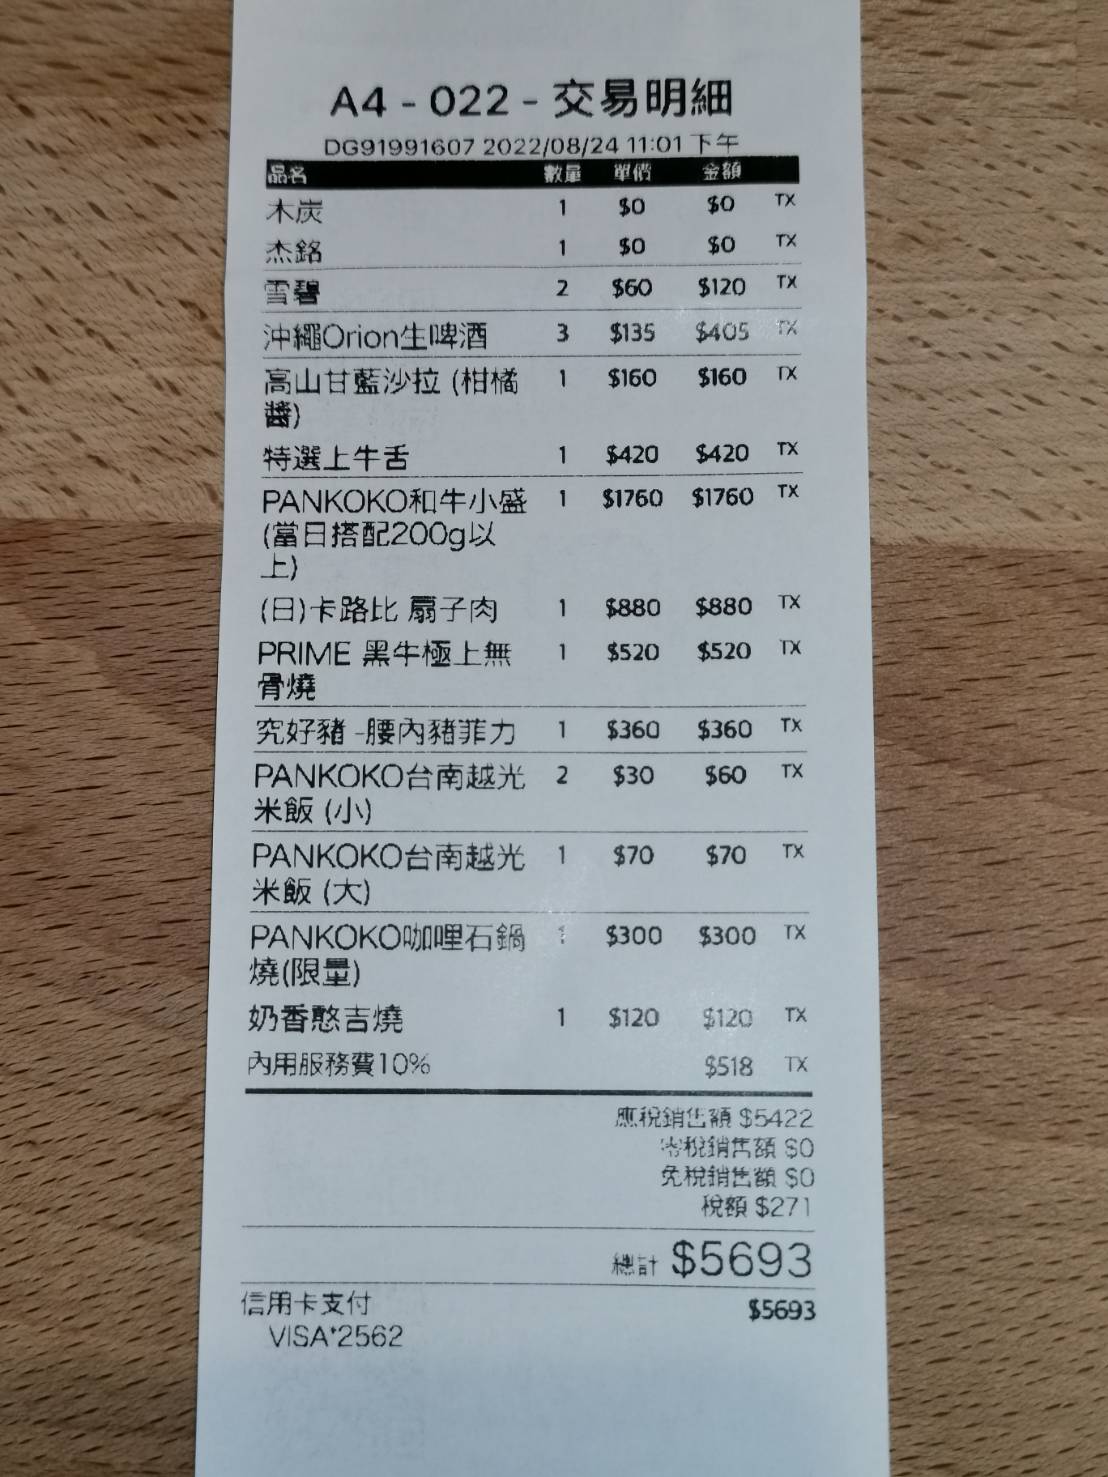 A4 - 022 - 交易明細
DG91991607 2022/08/24 11:01 下午
品名 數量 單價 金額
木炭 1 $0 $0 TX
杰銘 1 $0 $0 TX
雪碧 2 $60 $120 TX
沖繩Orion生啤酒 3 $135 $405 TX
高山甘藍沙拉 (柑橘 1 $160 $160 TX
醬)
特選上牛舌 1 $420 $420 TX
PANKOKO和牛小盛 1 $1760 $1760 TX
(當日搭配200g以
上)
(日)卡路比 扇子肉 1 $880 $880 TX
PRIME 黑牛極上無 1 $520 $520 TX
骨燒
究好豬 -腰內豬菲力 1 $360 $360 TX
PANKOKO台南越光 2 $30 $60 TX
米飯 (小)
PANKOKO台南越光 1 $70 $70 TX
米飯 (大)
PANKOKO咖哩石鍋 1 $300 $300 TX
燒(限量)
奶香憨吉燒 1 $120 $120 TX
內用服務費10% $518 TX
應稅銷售額 $5422
零稅銷售額 $0
免稅銷售額 $0
稅額 $271
總計 $5693
信用卡支付 $5693
VISA*2562